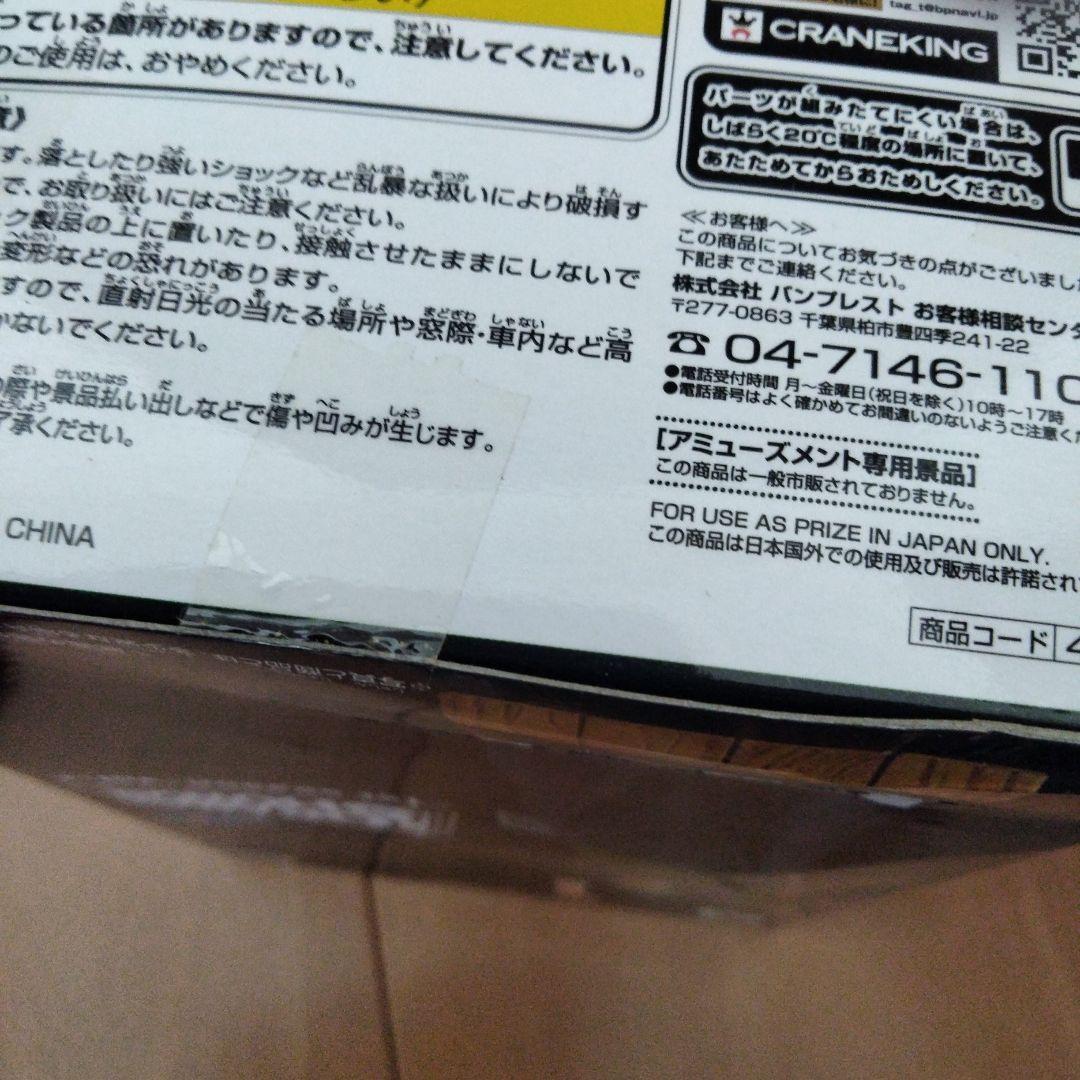 っている箇所がありますので、注意してください。
のご使用は、おやめください。
す。落としたり強いショックなど乱暴な扱いにより破損す
で、お取り扱いにはご注意ください。
ック製品の上に置いたり、接触させたままにしないで
変形などの恐れがあります。
すので、直射日光の当たる場所や窓際・車内など高
かないでください。
際や景品払い出しなどで傷や凹みが生じます。
了承ください。
CHINA
tag_t@bpnavi.jp
CRANEKING
パーツが組みたてにくい場合は、
しばらく20℃程度の場所に置いて、
あたためてからおためしください。
≪お客様へ≫
この商品についてお気づきの点がございました
下記までご連絡ください。
株式会社 バンプレスト お客様相談センタ
〒277-0863 千葉県柏市豊四季241-22
☎ 04-7146-110
●電話受付時間 月〜金曜日(祝日を除く)10時〜17時
●電話番号はよく確かめてお間違いのないようご注意くだ
[アミューズメント専用景品]
この商品は一般市販されておりません。
FOR USE AS PRIZE IN JAPAN ONLY.
この商品は日本国外での使用及び販売は許諾されて
商品コード 4